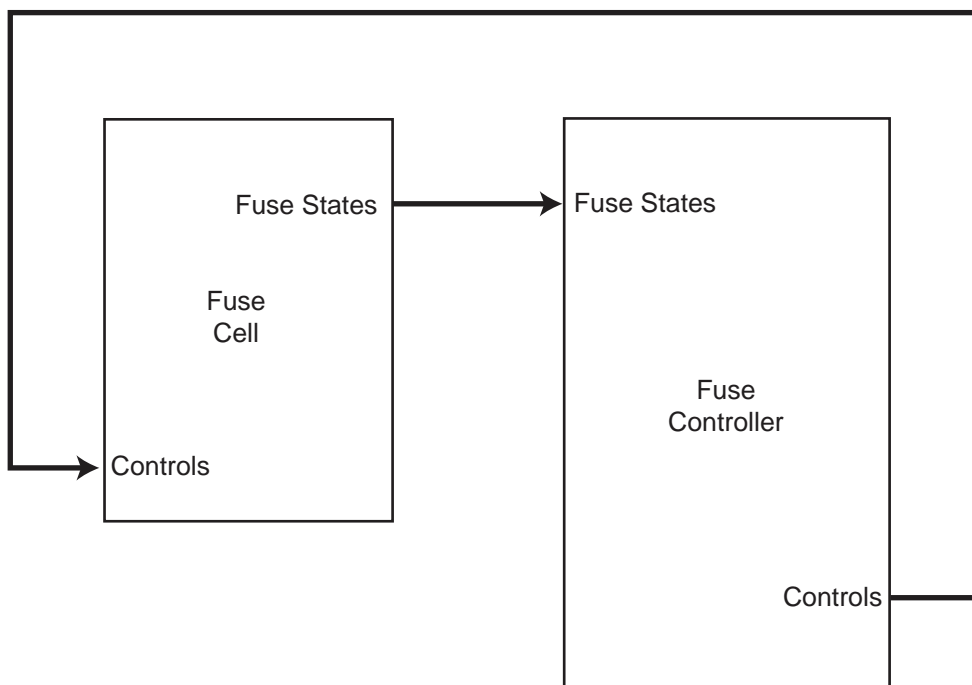 Fuse States
Fuse States
Fuse
Cell
Fuse
Controller
Controls
Controls